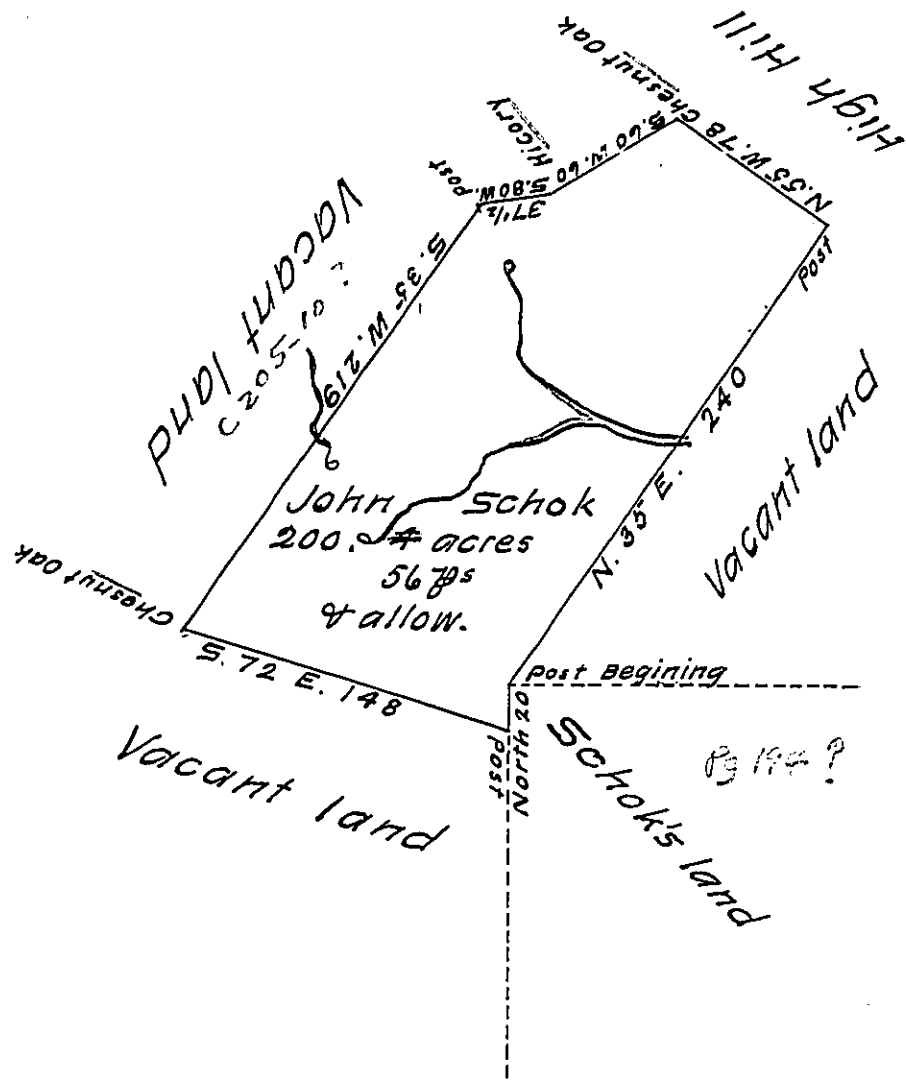 High Hill
Chesnut Oak
N. 55 W. 78
Post
Hicory
S. 60 W. 60
S. 80 W.
37 1/2
Post
Vacant land
C 205-10 ?
S. 35 W. 219
N. 35 E. 240
Vacant land
John Schok
200. acres
56 ps
& allow.
Chesnut Oak
S. 72 E. 148
Post Begining
North 20
Post
Vacant land
Schok's land
Pg 194 ?